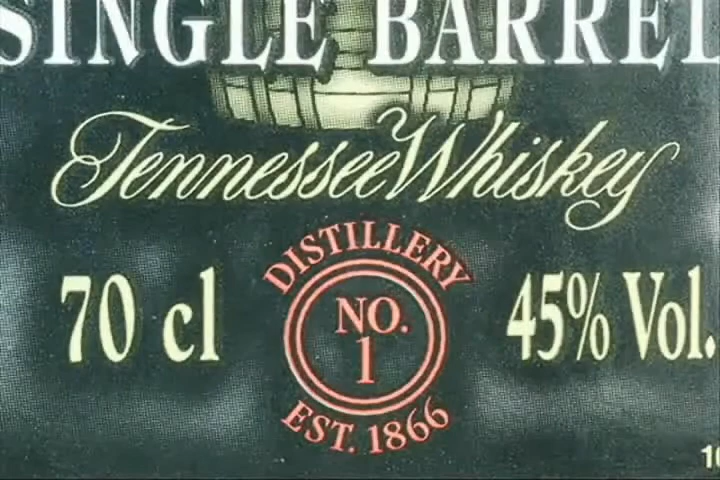 SINGLE BARREL
Tennessee Whiskey
DISTILLERY
70 cl
NO.
1
45% Vol.
EST. 1866